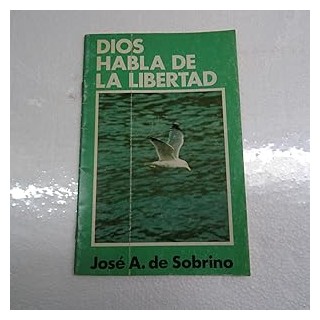 DIOS
HABLA DE
LA LIBERTAD
José A. de Sobrino